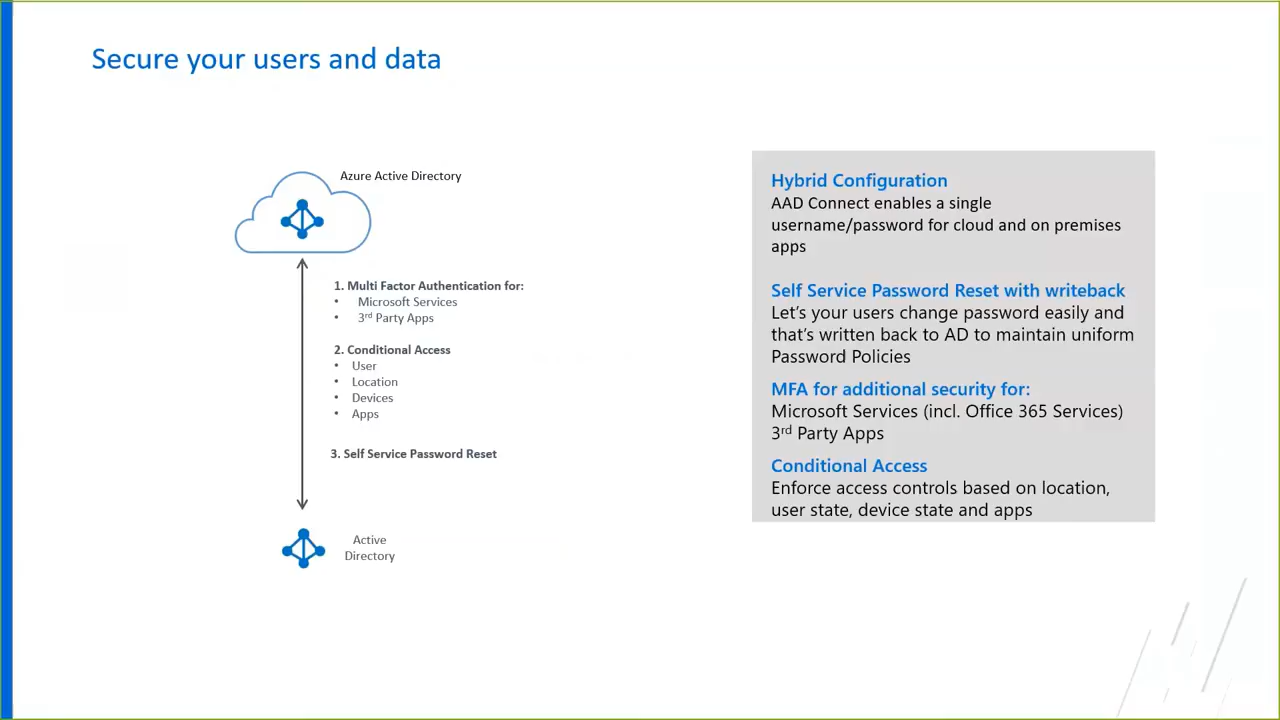 Secure your users and data
Azure Active Directory
1. Multi Factor Authentication for:
• Microsoft Services
• 3rd Party Apps
2. Conditional Access
• User
• Location
• Devices
• Apps
3. Self Service Password Reset
Active
Directory
Hybrid Configuration
AAD Connect enables a single
username/password for cloud and on premises
apps
Self Service Password Reset with writeback
Let's your users change password easily and
that's written back to AD to maintain uniform
Password Policies
MFA for additional security for:
Microsoft Services (incl. Office 365 Services)
3rd Party Apps
Conditional Access
Enforce access controls based on location,
user state, device state and apps